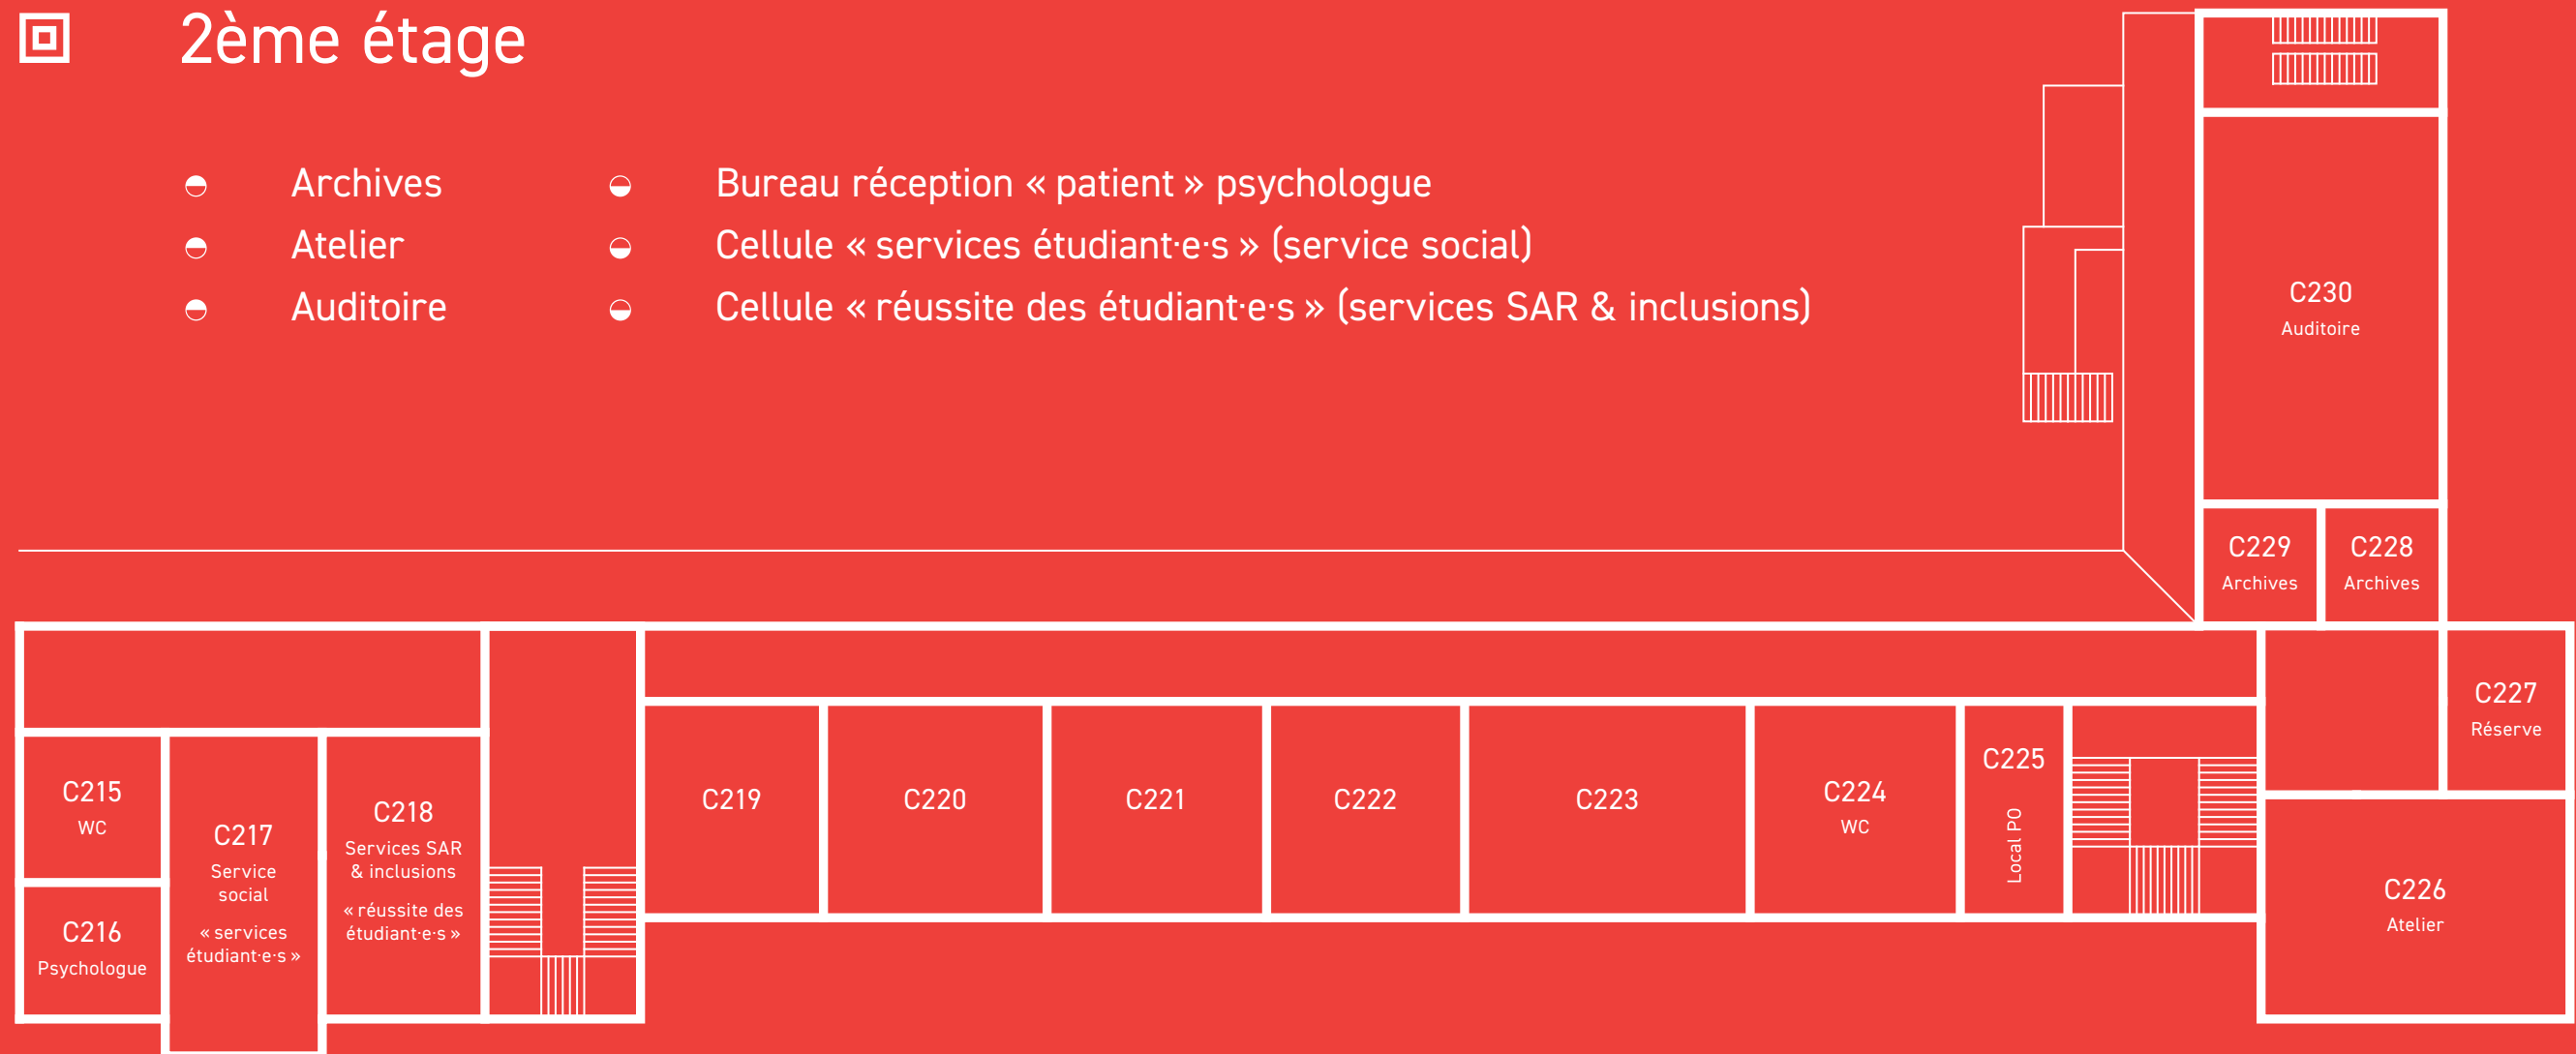 2ème étage
Archives
Atelier
Auditoire
Bureau réception « patient » psychologue
Cellule « services étudiant·e·s » (service social)
Cellule « réussite des étudiant·e·s » (services SAR & inclusions)
C230
Auditoire
C229
Archives
C228
Archives
C227
Réserve
C215
WC
C216
Psychologue
C217
Service
social
« services
étudiant·e·s »
C218
Services SAR
& inclusions
« réussite des
étudiant·e·s »
C219
C220
C221
C222
C223
C224
WC
C225
Local PO
C226
Atelier